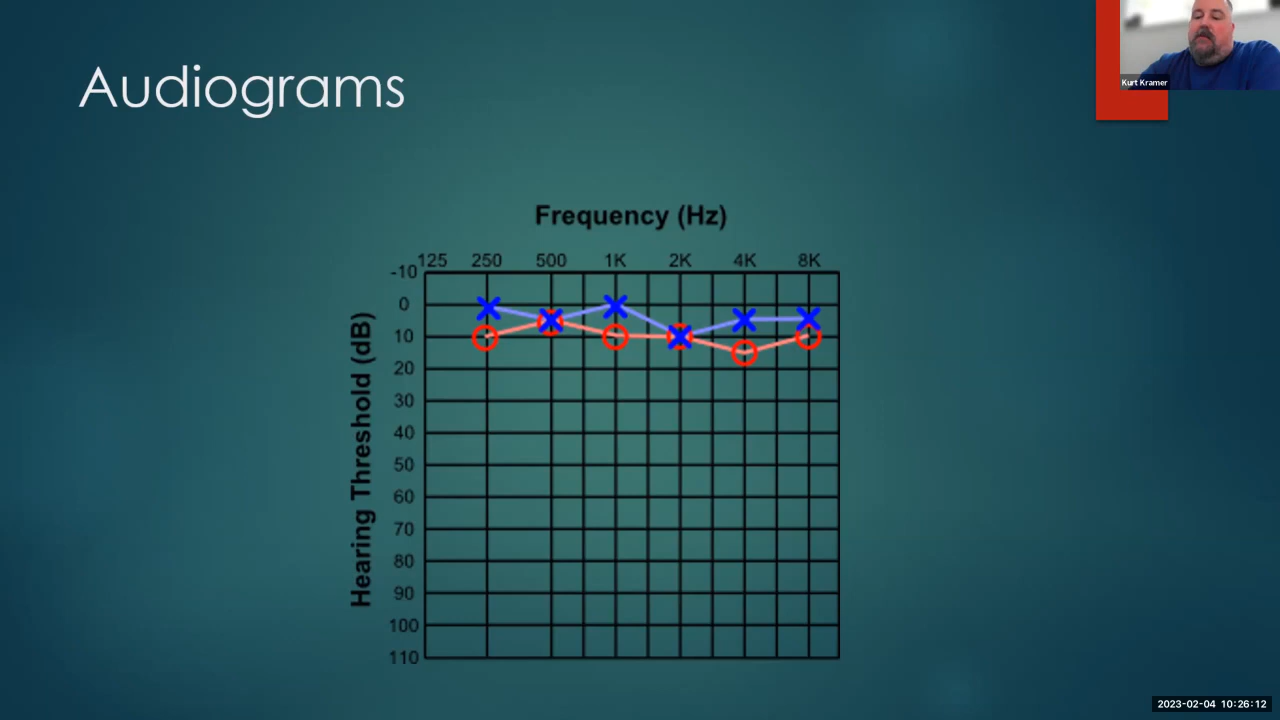 Audiograms
Kurt Kramer
Frequency (Hz)
125 250 500 1K 2K 4K 8K
Hearing Threshold (dB)
-10
0
10
20
30
40
50
60
70
80
90
100
110
2023-02-04 10:26:12